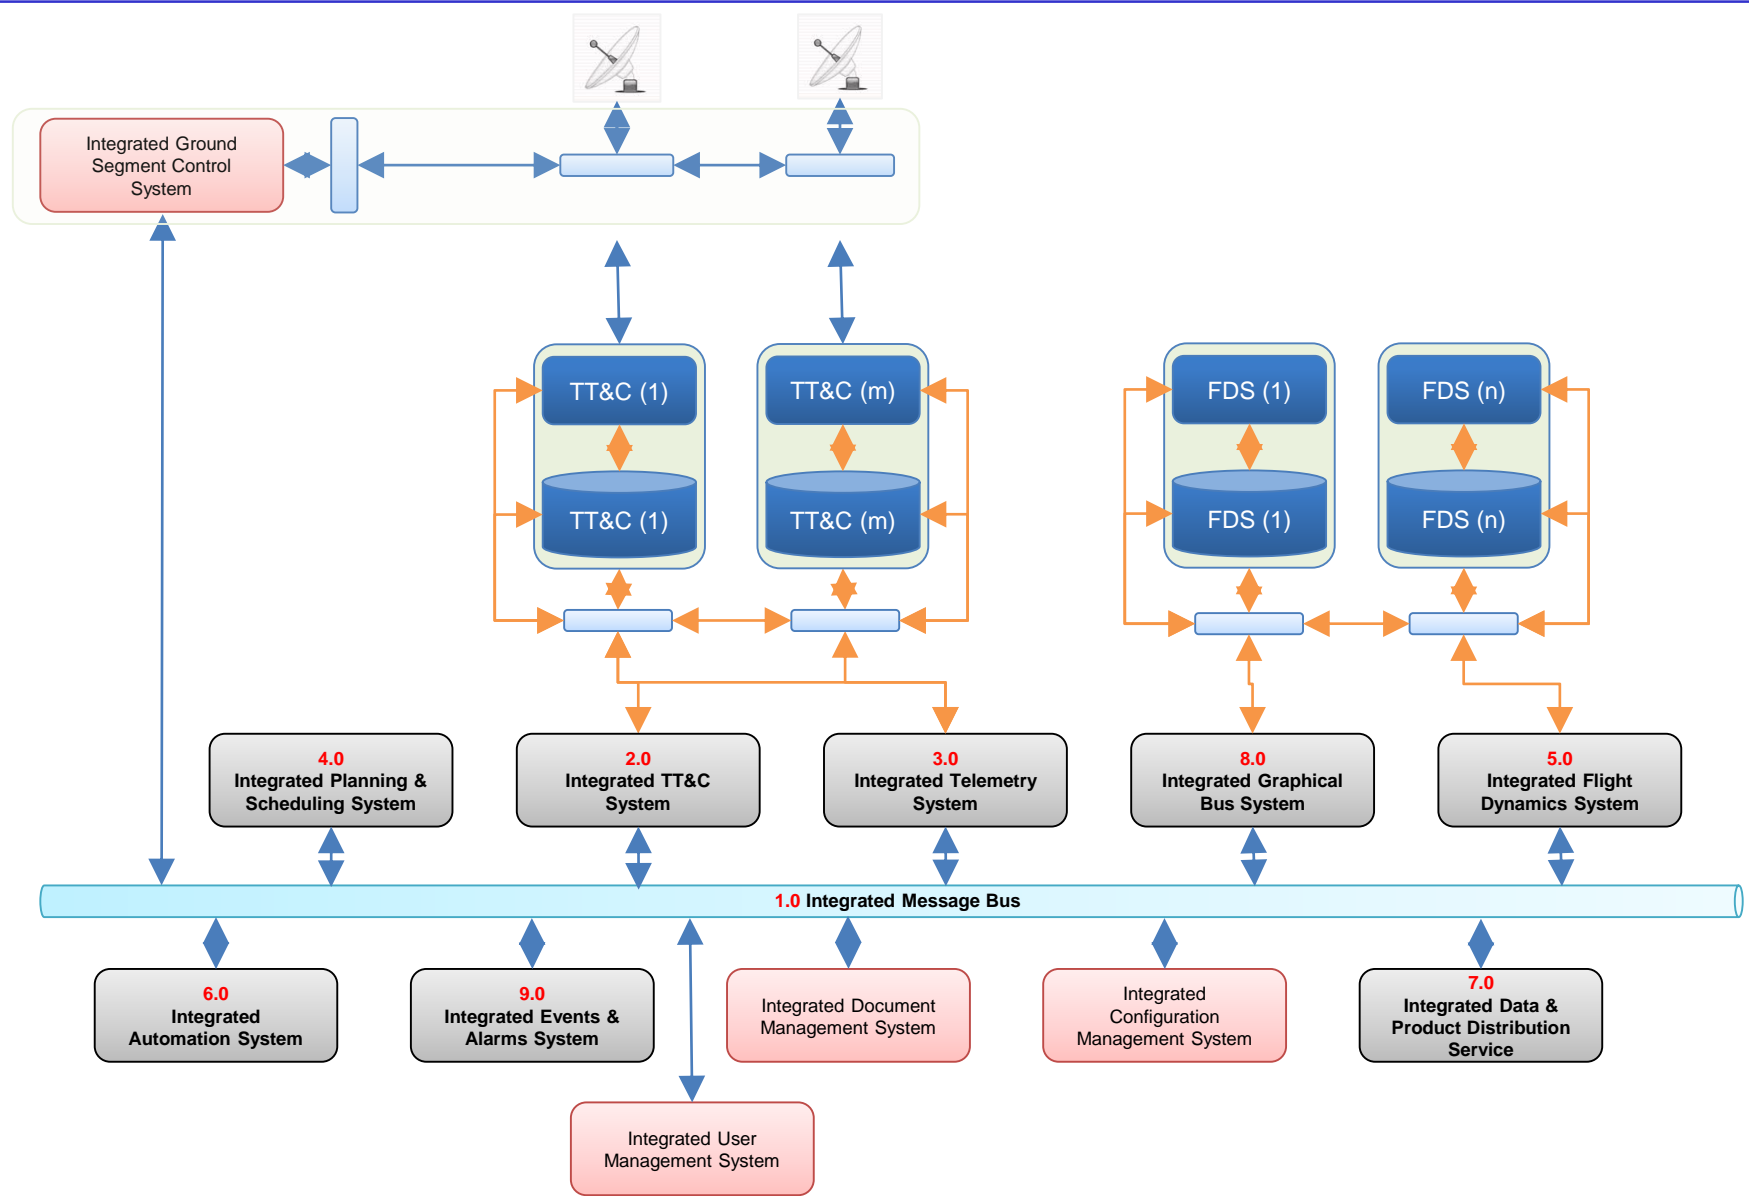 Integrated Ground
Segment Control
System
TT&C (1)
TT&C (m)
FDS (1)
FDS (n)
TT&C (1)
TT&C (m)
FDS (1)
FDS (n)
4.0
Integrated Planning &
Scheduling System
2.0
Integrated TT&C
System
3.0
Integrated Telemetry
System
8.0
Integrated Graphical
Bus System
5.0
Integrated Flight
Dynamics System
1.0 Integrated Message Bus
6.0
Integrated
Automation System
9.0
Integrated Events &
Alarms System
Integrated Document
Management System
Integrated
Configuration
Management System
7.0
Integrated Data &
Product Distribution
Service
Integrated User
Management System